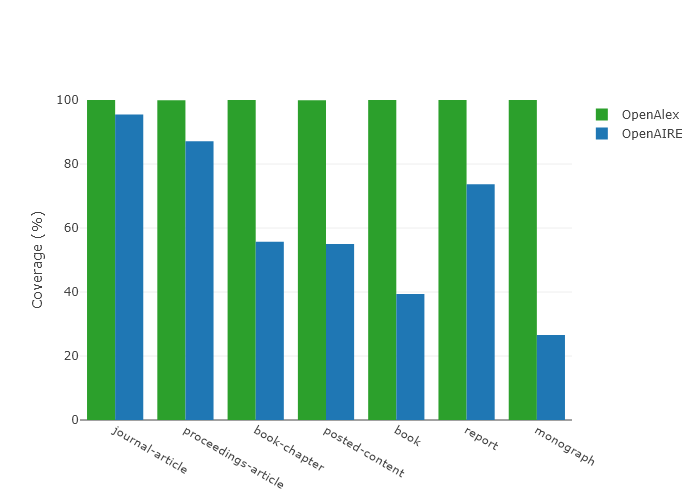 100
80
60
40
20
0
Coverage (%)
journal-article
proceedings-article
book-chapter
posted-content
book
report
monograph
OpenAlex
OpenAIRE